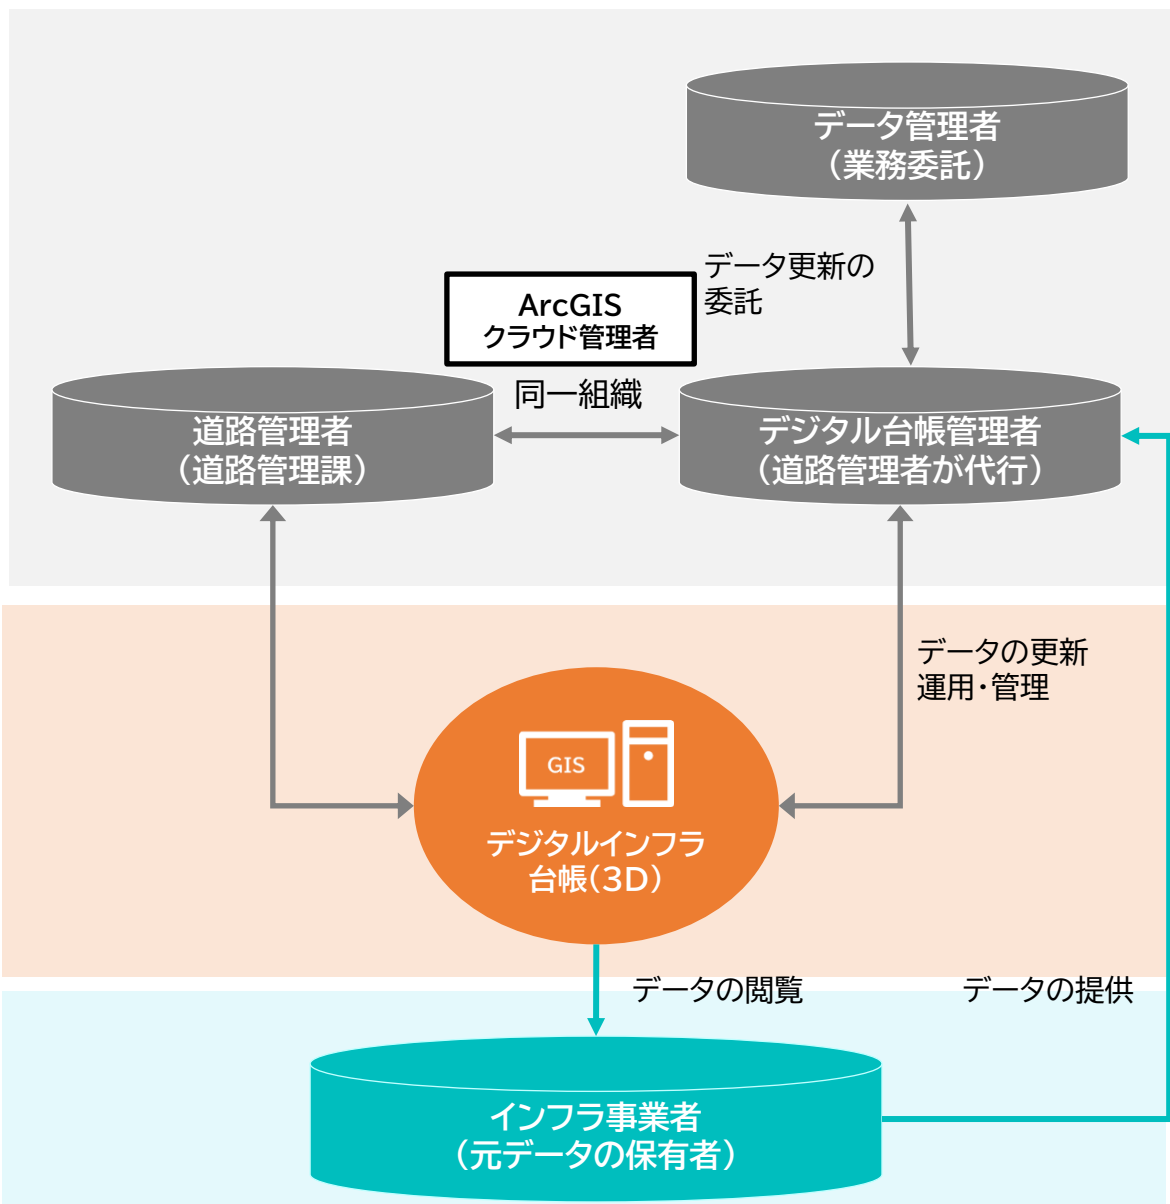 データ管理者
（業務委託）
データ更新の
委託
ArcGIS
クラウド管理者
同一組織
道路管理者
（道路管理課）
デジタル台帳管理者
（道路管理者が代行）
データの更新
運用・管理
GIS
デジタルインフラ
台帳（3D）
データの閲覧
データの提供
インフラ事業者
（元データの保有者）